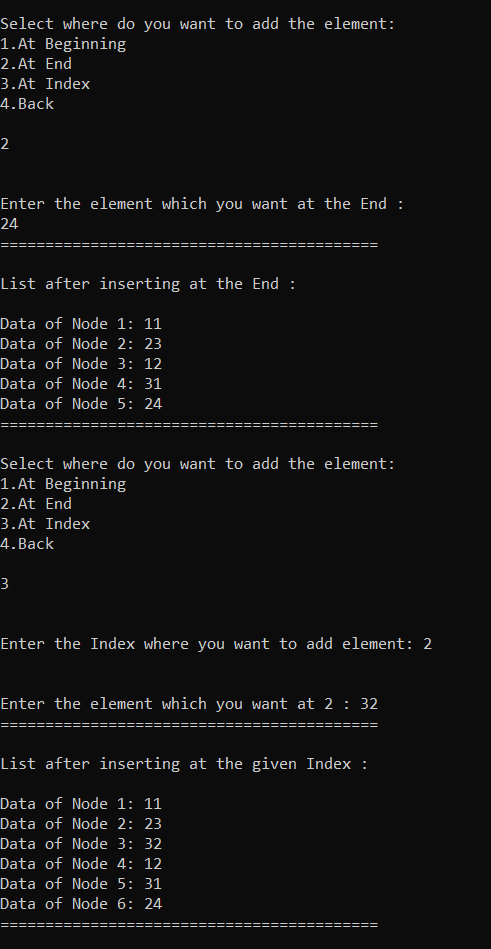 Select where do you want to add the element:
1.At Beginning
2.At End
3.At Index
4.Back
2
Enter the element which you want at the End :
24
==========================================
List after inserting at the End :
Data of Node 1: 11
Data of Node 2: 23
Data of Node 3: 12
Data of Node 4: 31
Data of Node 5: 24
==========================================
Select where do you want to add the element:
1.At Beginning
2.At End
3.At Index
4.Back
3
Enter the Index where you want to add element: 2
Enter the element which you want at 2 : 32
==========================================
List after inserting at the given Index :
Data of Node 1: 11
Data of Node 2: 23
Data of Node 3: 32
Data of Node 4: 12
Data of Node 5: 31
Data of Node 6: 24
==========================================